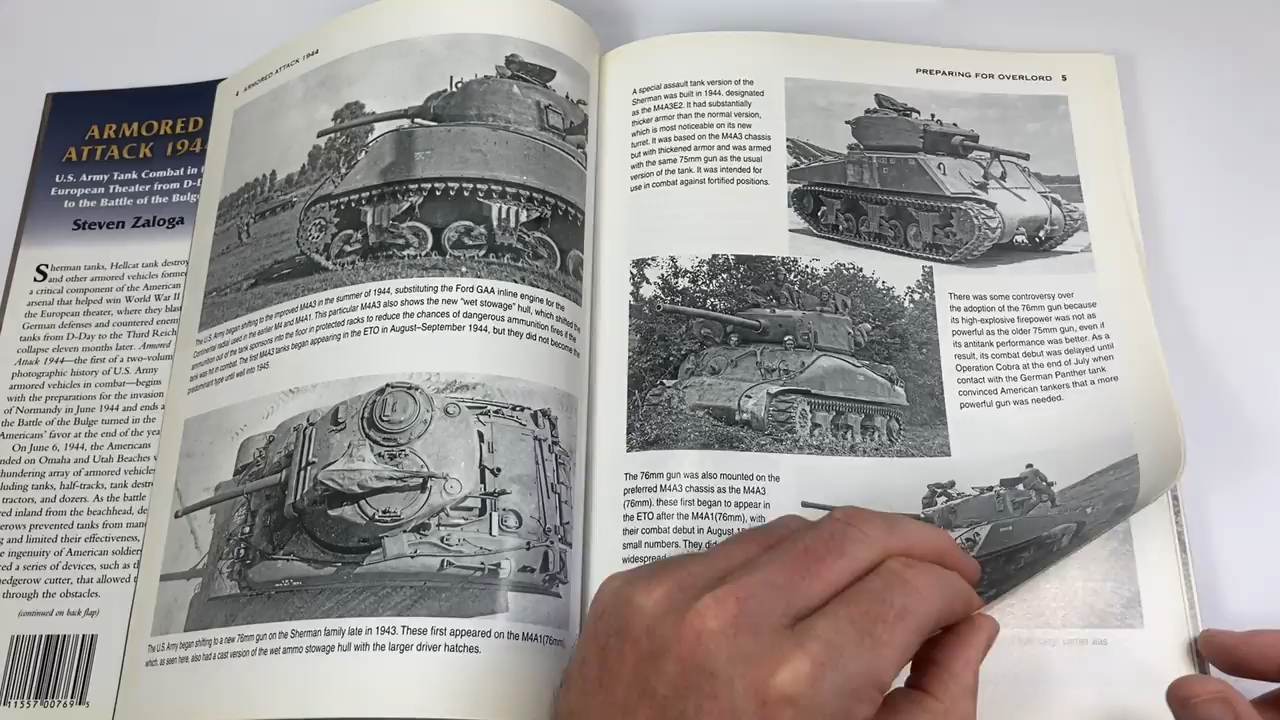 ARMORED
ATTACK 194
U.S. Army Tank Combat in
European Theater from D-D
to the Battle of the Bulge
Steven Zaloga
Sherman tanks, Hellcat tank destroy
and other armored vehicles forme
a critical component of the American
arsenal that helped win World War II
the European theater, where they blas
German defenses and countered enem
tanks from D-Day to the Third Reich
collapse eleven months later. Armored
Attack 1944—the first of a two-volum
photographic history of U.S. Army
armored vehicles in combat—begins
with the preparations for the invasion
of Normandy in June 1944 and ends a
the Battle of the Bulge turned in the
Americans' favor at the end of the yea
On June 6, 1944, the Americans
nded on Omaha and Utah Beaches w
hundering array of armored vehicles
luding tanks, half-tracks, tank destr
tractors, and dozers. As the battle
ed inland from the beachhead, de
erows prevented tanks from man
g and limited their effectiveness,
e ingenuity of American soldier
ced a series of devices, such as t
edgerow cutter, that allowed t
through the obstacles.
(continued on back flap)
11557 00769 5
4 ARMORED ATTACK 1944
The U.S. Army began shifting to the improved M4A3 in the summer of 1944, substituting the Ford GAA inline engine for the
Continental radial used in the earlier M4 and M4A1. This particular M4A3 also shows the new "wet stowage" hull, which shifted the
ammunition out of the tank sponsons into the floor in protected racks to reduce the chances of dangerous ammunition fires if the
tank was hit in combat. The first M4A3 tanks began appearing in the ETO in August–September 1944, but they did not become the
predominant type until well into 1945.
The U.S. Army began shifting to a new 76mm gun on the Sherman family late in 1943. These first appeared on the M4A1(76mm),
which, as seen here, also had a cast version of the wet ammo stowage hull with the larger driver hatches.
PREPARING FOR OVERLORD 5
A special assault tank version of the
Sherman was built in 1944, designated
as the M4A3E2. It had substantially
thicker armor than the normal version,
which is most noticeable on its new
turret. It was based on the M4A3 chassis
but with thickened armor and was armed
with the same 75mm gun as the usual
version of the tank. It was intended for
use in combat against fortified positions.
There was some controversy over
the adoption of the 76mm gun because
its high-explosive firepower was not as
powerful as the older 75mm gun, even if
its antitank performance was better. As a
result, its combat debut was delayed until
Operation Cobra at the end of July when
contact with the German Panther tank
convinced American tankers that a more
powerful gun was needed.
The 76mm gun was also mounted on the
preferred M4A3 chassis as the M4A3
(76mm). these first began to appear in
the ETO after the M4A1(76mm), with
their combat debut in August
small numbers. They did
widespread